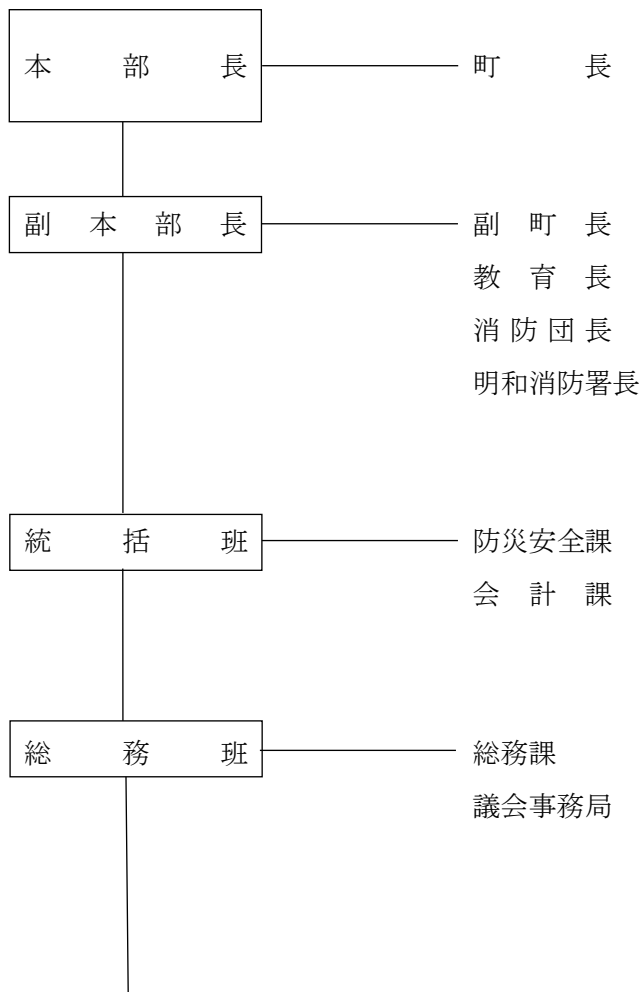 本部長 町長
副本部長 副町長
教育長
消防団長
明和消防署長
統括班 防災安全課
会計課
総務班 総務課
議会事務局